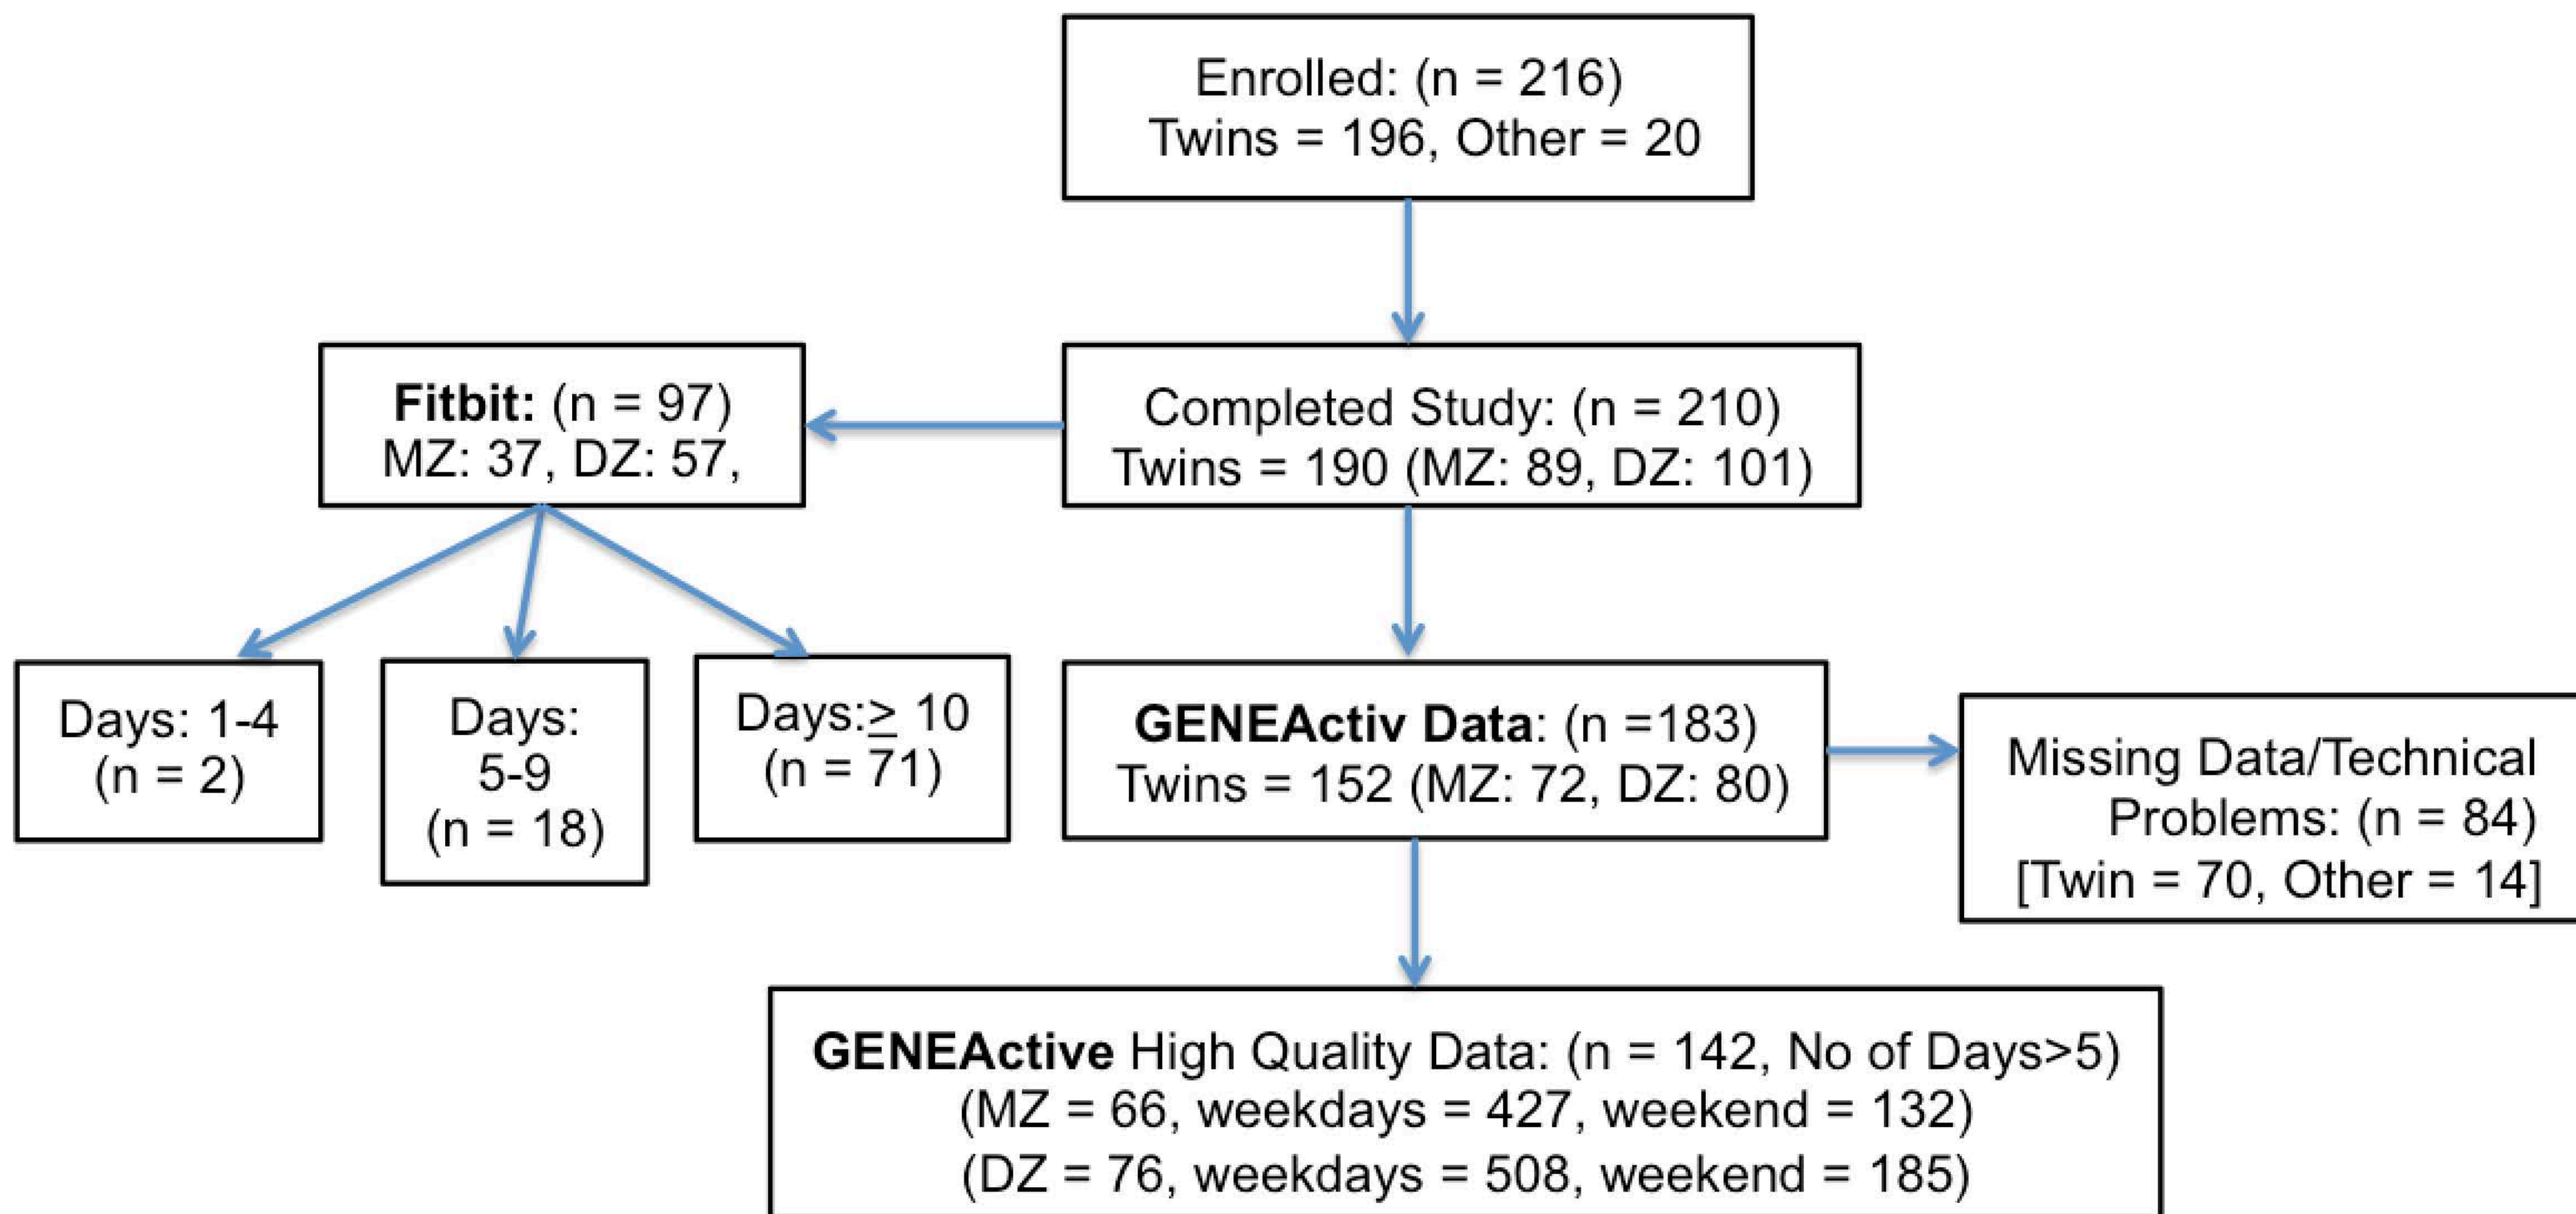 Enrolled: (n = 216)
Twins = 196, Other = 20
Fitbit: (n = 97)
MZ: 37, DZ: 57,
Completed Study: (n = 210)
Twins = 190 (MZ: 89, DZ: 101)
Days: 1-4
(n = 2)
Days:
5-9
(n = 18)
Days:≥ 10
(n = 71)
GENEActiv Data: (n =183)
Twins = 152 (MZ: 72, DZ: 80)
Missing Data/Technical
Problems: (n = 84)
[Twin = 70, Other = 14]
GENEActive High Quality Data: (n = 142, No of Days>5)
(MZ = 66, weekdays = 427, weekend = 132)
(DZ = 76, weekdays = 508, weekend = 185)